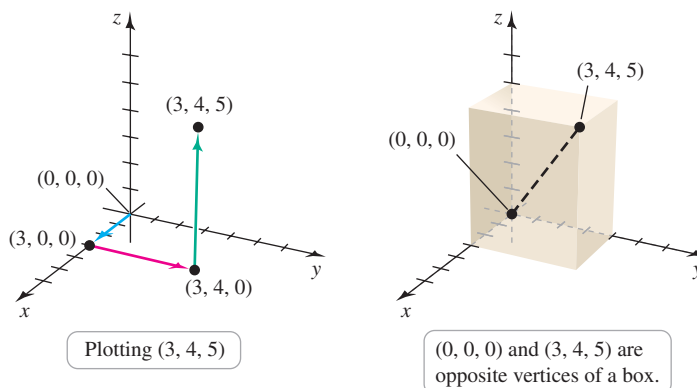 z
(3, 4, 5)
(0, 0, 0)
(3, 0, 0)
(3, 4, 0)
y
x
Plotting (3, 4, 5)
z
(3, 4, 5)
(0, 0, 0)
y
x
(0, 0, 0) and (3, 4, 5) are
opposite vertices of a box.